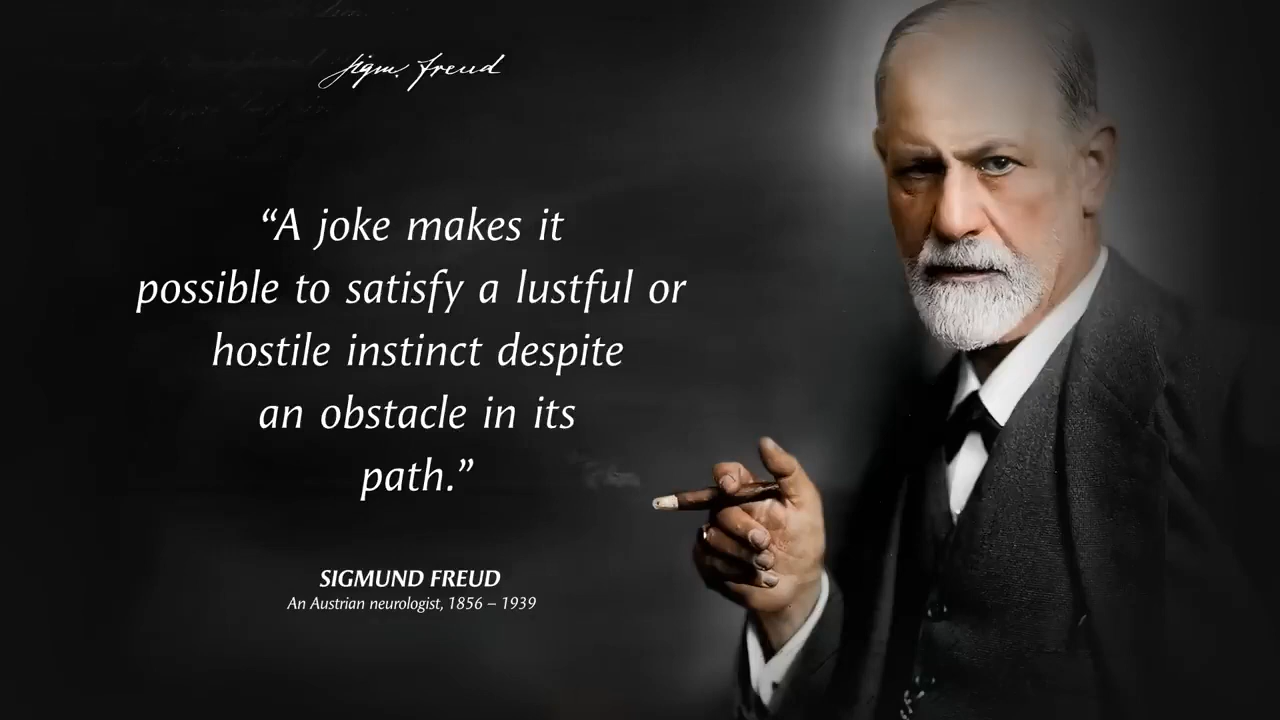 Sigm. Freud
“A joke makes it
possible to satisfy a lustful or
hostile instinct despite
an obstacle in its
path.”
SIGMUND FREUD
An Austrian neurologist, 1856 – 1939